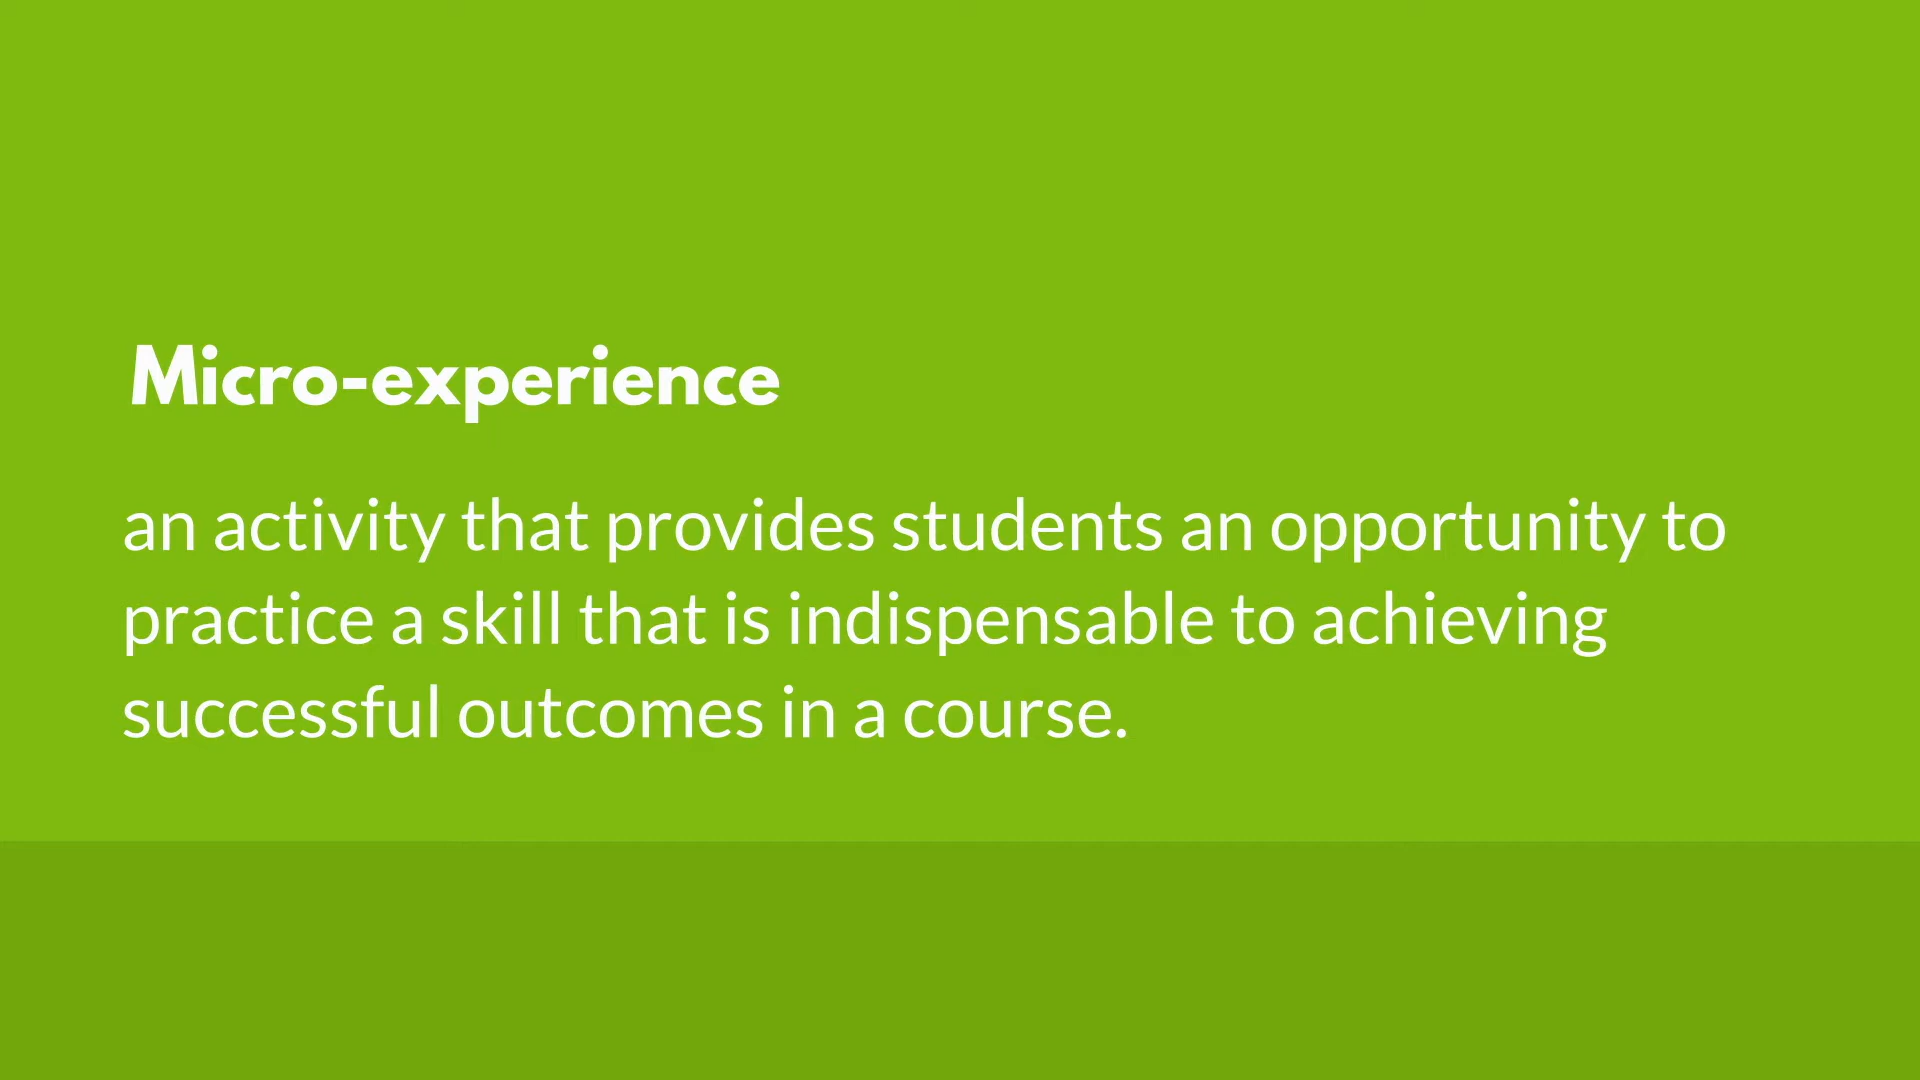 Micro-experience
an activity that provides students an opportunity to
practice a skill that is indispensable to achieving
successful outcomes in a course.